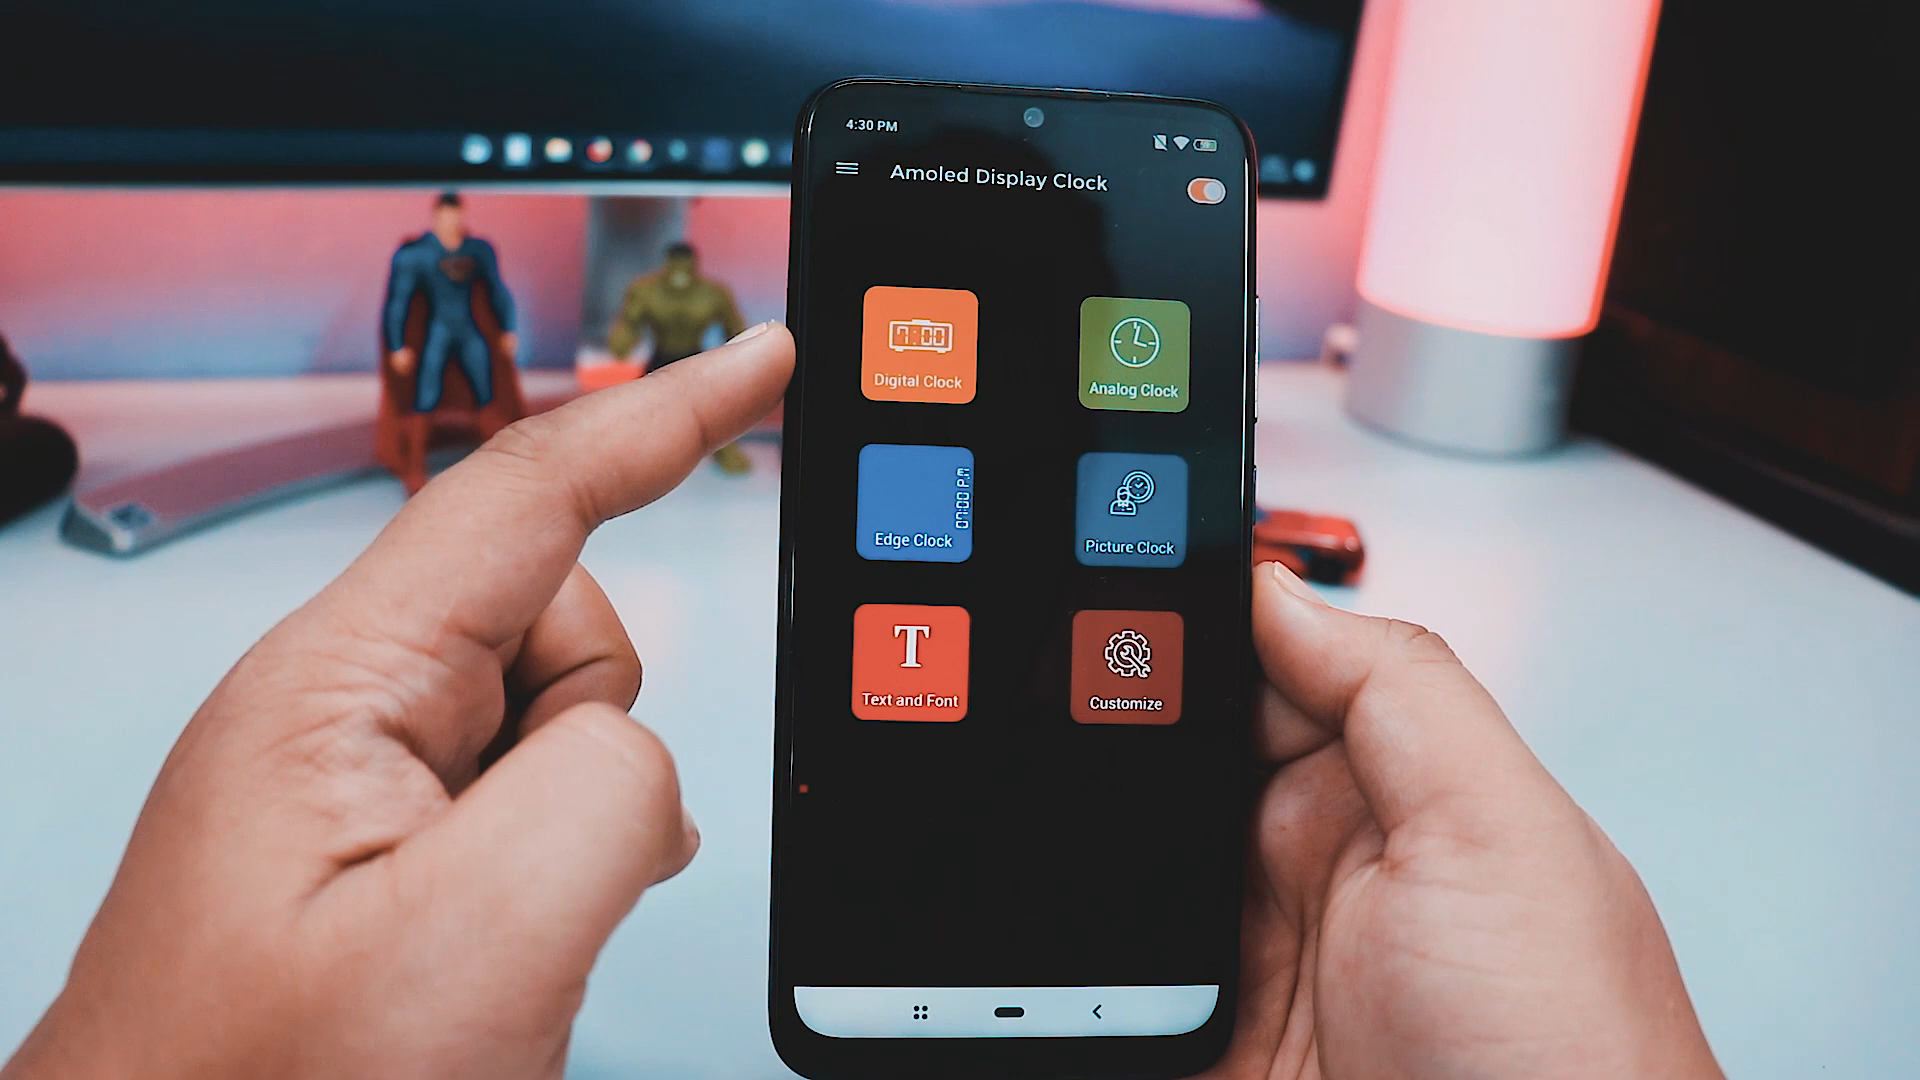 4:30 PM
Amoled Display Clock
7:00
Digital Clock
Analog Clock
07:00 P.M
Edge Clock
Picture Clock
T
Text and Font
Customize